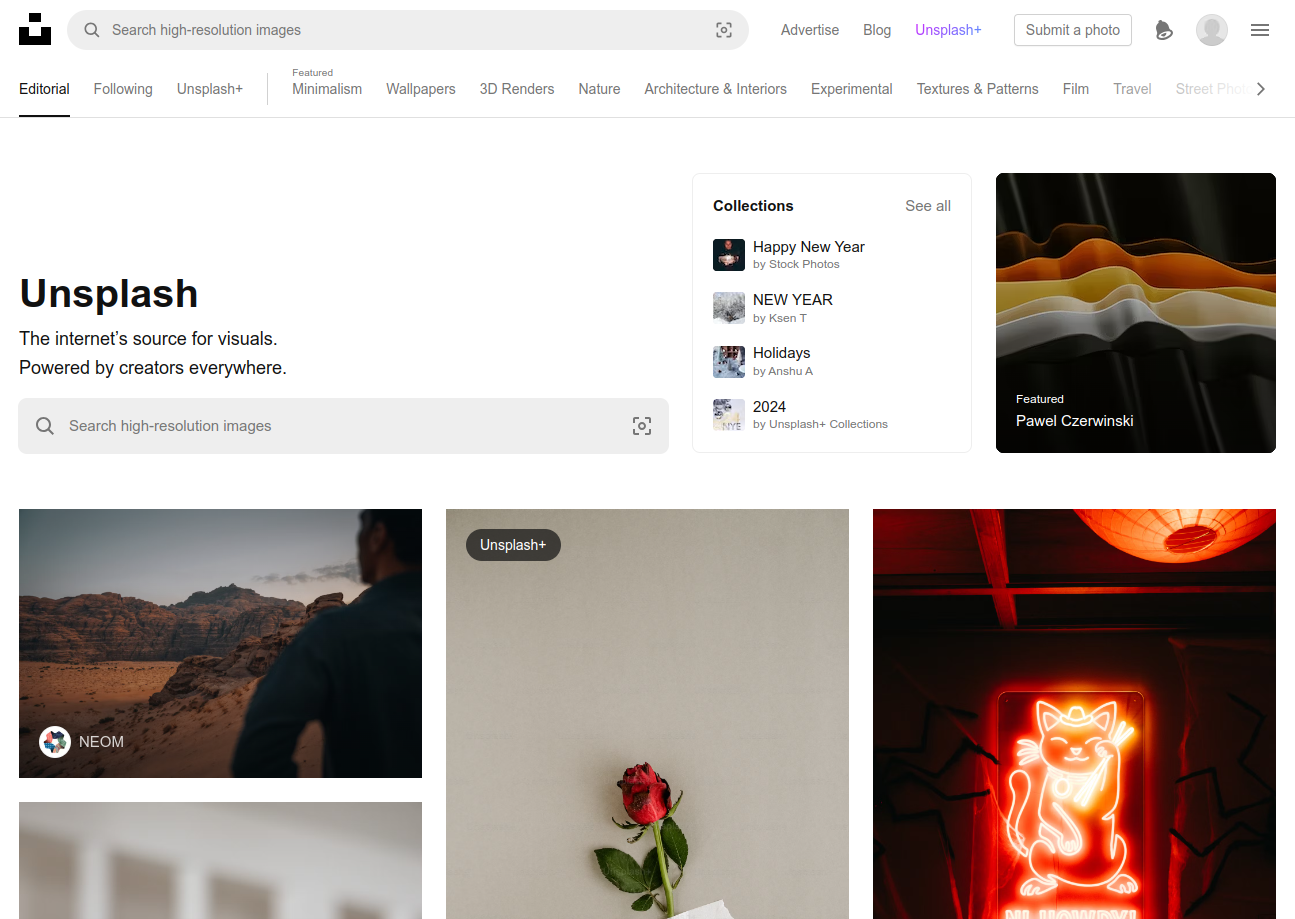 Search high-resolution images
Advertise
Blog
Unsplash+
Submit a photo
Editorial
Following
Unsplash+
Featured
Minimalism
Wallpapers
3D Renders
Nature
Architecture & Interiors
Experimental
Textures & Patterns
Film
Travel
Street Phot
Unsplash
The internet’s source for visuals.
Powered by creators everywhere.
Search high-resolution images
Collections
See all
Happy New Year
by Stock Photos
NEW YEAR
by Ksen T
Holidays
by Anshu A
NYE
2024
by Unsplash+ Collections
Featured
Pawel Czerwinski
NEOM
Unsplash+